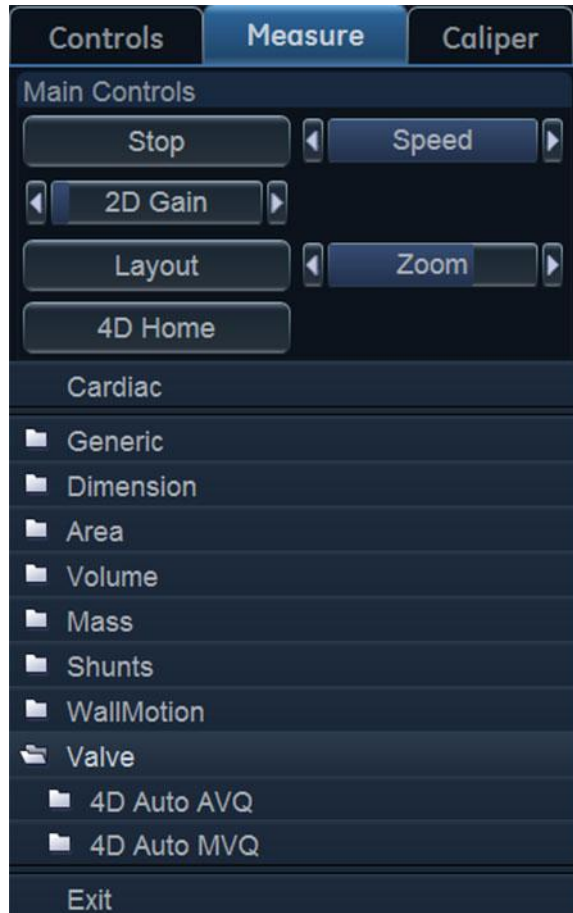 Controls Measure Caliper
Main Controls
Stop Speed
2D Gain
Layout Zoom
4D Home
Cardiac
Generic
Dimension
Area
Volume
Mass
Shunts
WallMotion
Valve
4D Auto AVQ
4D Auto MVQ
Exit